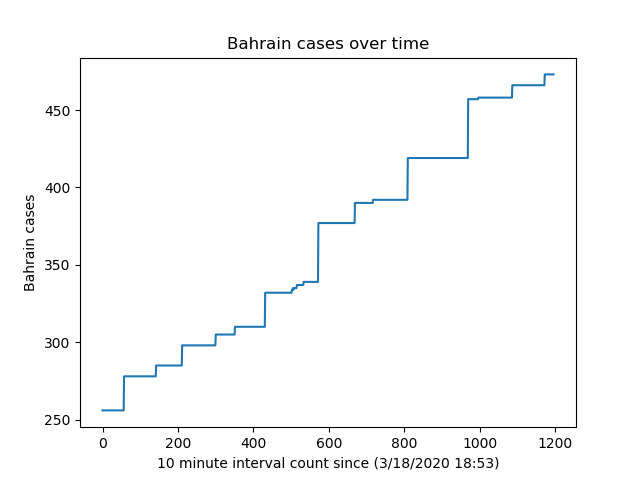 Bahrain cases over time
Bahrain cases
450
400
350
300
250
0 200 400 600 800 1000 1200
10 minute interval count since (3/18/2020 18:53)